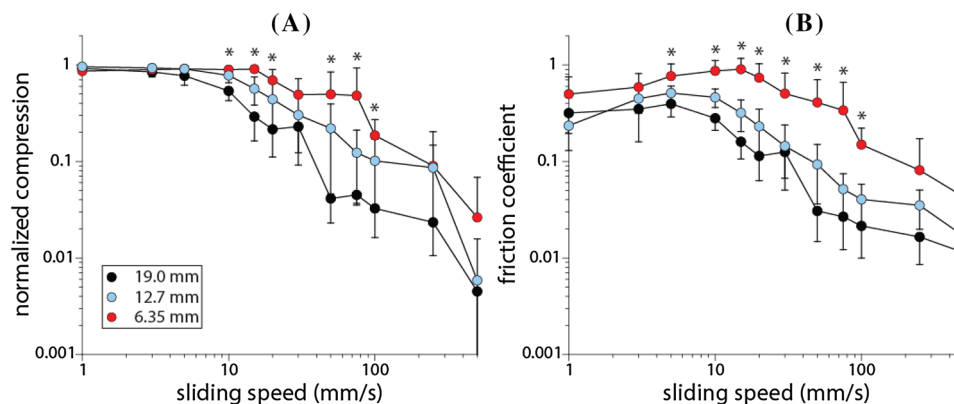 (A)
(B)
* * * * * *
* * * * * * * *
normalized compression
1
0.1
0.01
0.001
19.0 mm
12.7 mm
6.35 mm
1 10 100
sliding speed (mm/s)
friction coefficient
1
0.1
0.01
0.001
1 10 100
sliding speed (mm/s)